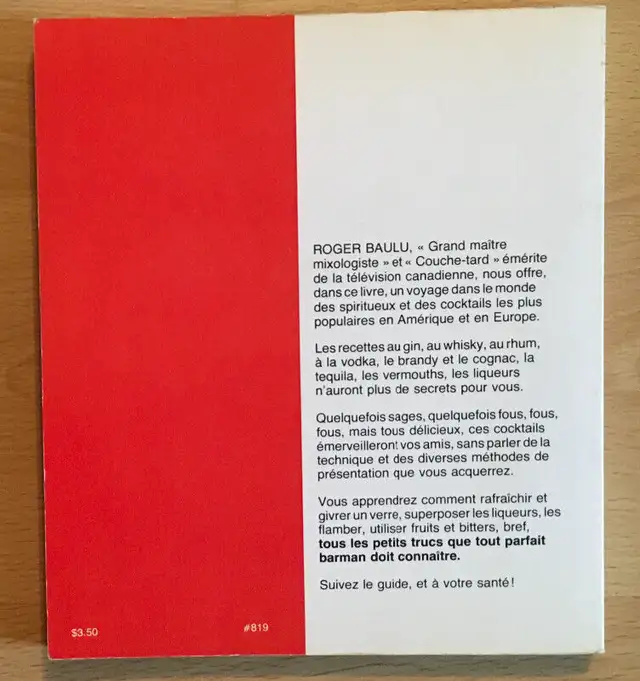 ROGER BAULU, « Grand maître
mixologiste » et « Couche-tard » émérite
de la télévision canadienne, nous offre,
dans ce livre, un voyage dans le monde
des spiritueux et des cocktails les plus
populaires en Amérique et en Europe.
Les recettes au gin, au whisky, au rhum,
à la vodka, le brandy et le cognac, la
tequila, les vermouths, les liqueurs
n'auront plus de secrets pour vous.
Quelquefois sages, quelquefois fous, fous,
fous, mais tous délicieux, ces cocktails
émerveilleront vos amis, sans parler de la
technique et des diverses méthodes de
présentation que vous acquerrez.
Vous apprendrez comment rafraîchir et
givrer un verre, superposer les liqueurs, les
flamber, utiliser fruits et bitters, bref,
tous les petits trucs que tout parfait
barman doit connaître.
Suivez le guide, et à votre santé!
$3.50
#819